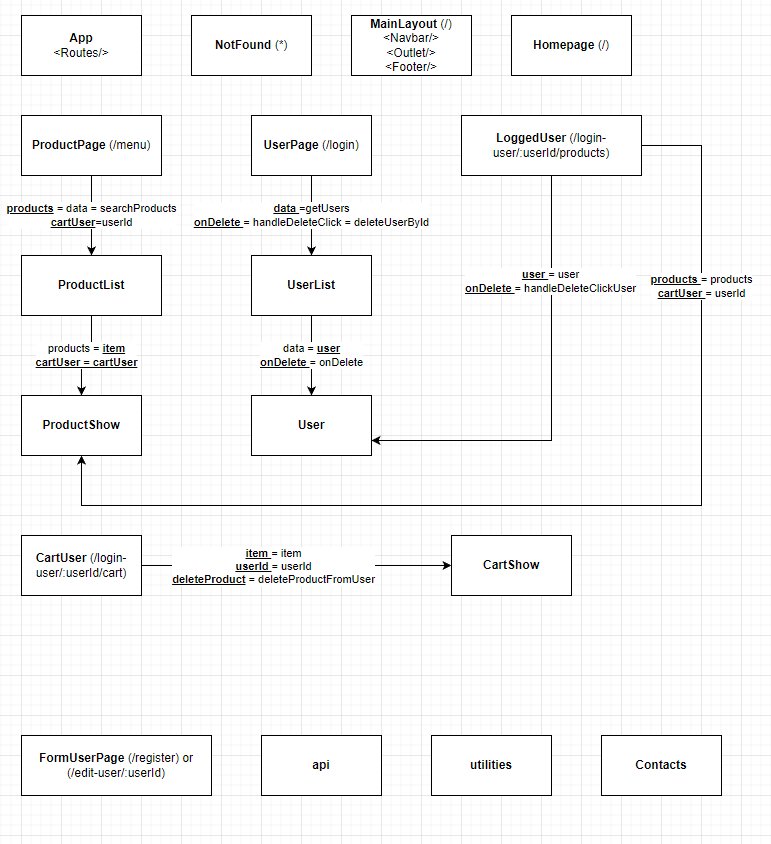 App
<Routes/>
NotFound (*)
MainLayout (/)
<Navbar/>
<Outlet/>
<Footer/>
Homepage (/)
ProductPage (/menu)
UserPage (/login)
LoggedUser (/login-
user/:userId/products)
products = data = searchProducts
cartUser=userId
data =getUsers
onDelete = handleDeleteClick = deleteUserById
ProductList
UserList
user = user
onDelete = handleDeleteClickUser
products = products
cartUser = userId
products = item
cartUser = cartUser
data = user
onDelete = onDelete
ProductShow
User
CartUser (/login-
user/:userId/cart)
item = item
userId = userId
deleteProduct = deleteProductFromUser
CartShow
FormUserPage (/register) or
(/edit-user/:userId)
api
utilities
Contacts